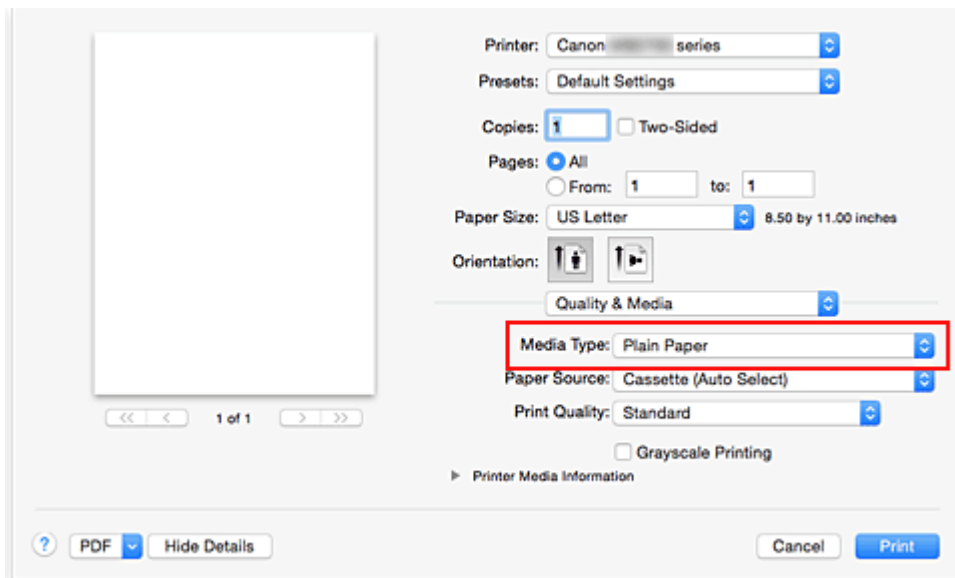 Printer: Canon series
Presets: Default Settings
Copies: 1 Two-Sided
Pages: All
From: 1 to: 1
Paper Size: US Letter 8.50 by 11.00 inches
Orientation:
Quality & Media
Media Type: Plain Paper
Paper Source: Cassette (Auto Select)
Print Quality: Standard
Grayscale Printing
Printer Media Information
<< < 1 of 1 > >>
? PDF Hide Details Cancel Print